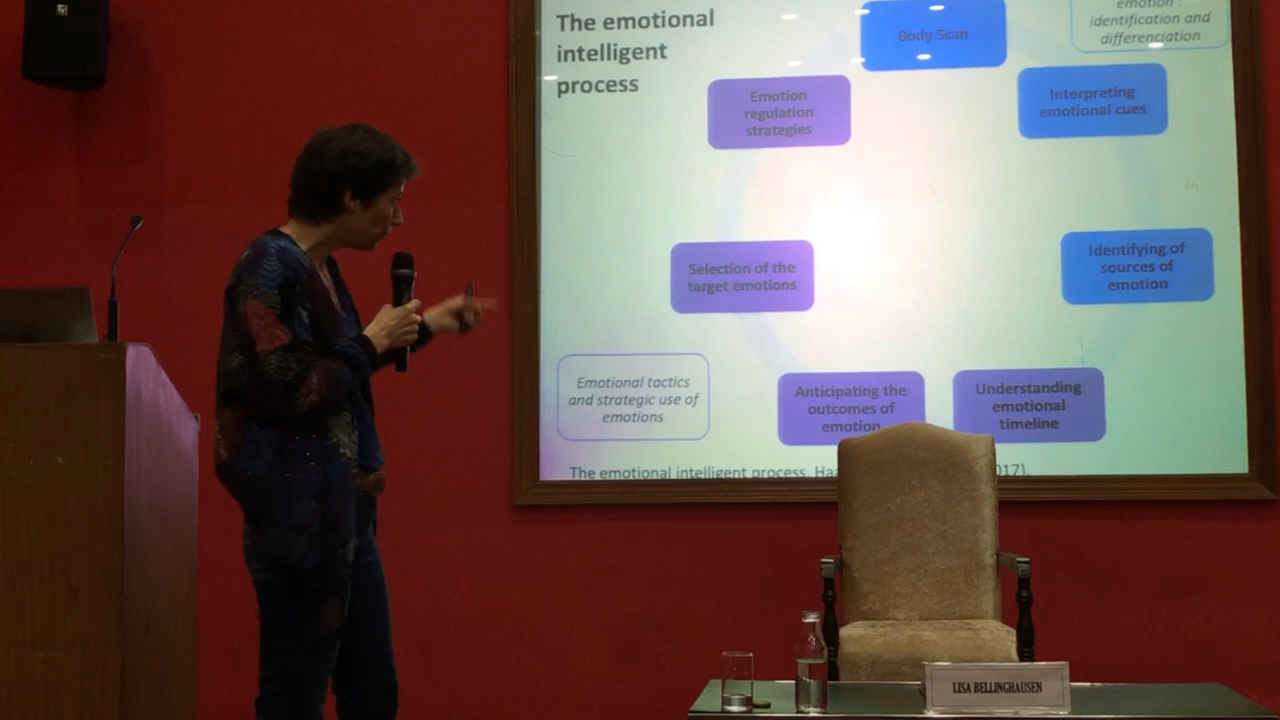 The emotional
intelligent
process
Body Scan
emotion :
identification and
differenciation
Emotion
regulation
strategies
Interpreting
emotional cues
Selection of the
target emotions
Identifying of
sources of
emotion
Emotional tactics
and strategic use of
emotions
Anticipating the
outcomes of
emotion
Understanding
emotional
timeline
The emotional intelligent process, 2017).
LISA BELLINGHAUSEN